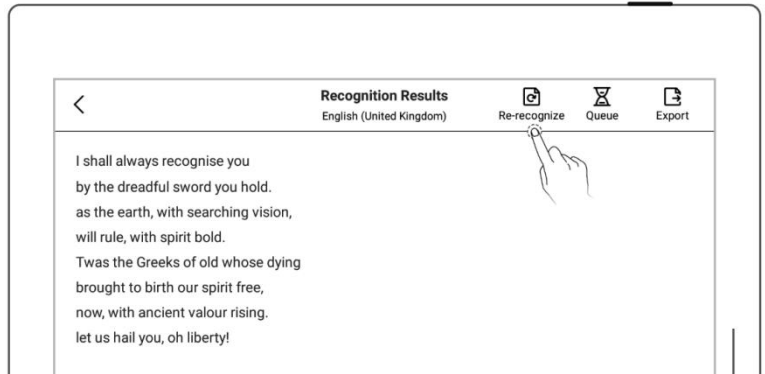 Recognition Results
English (United Kingdom)
Re-recognize
Queue
Export
I shall always recognise you
by the dreadful sword you hold.
as the earth, with searching vision,
will rule, with spirit bold.
Twas the Greeks of old whose dying
brought to birth our spirit free,
now, with ancient valour rising.
let us hail you, oh liberty!